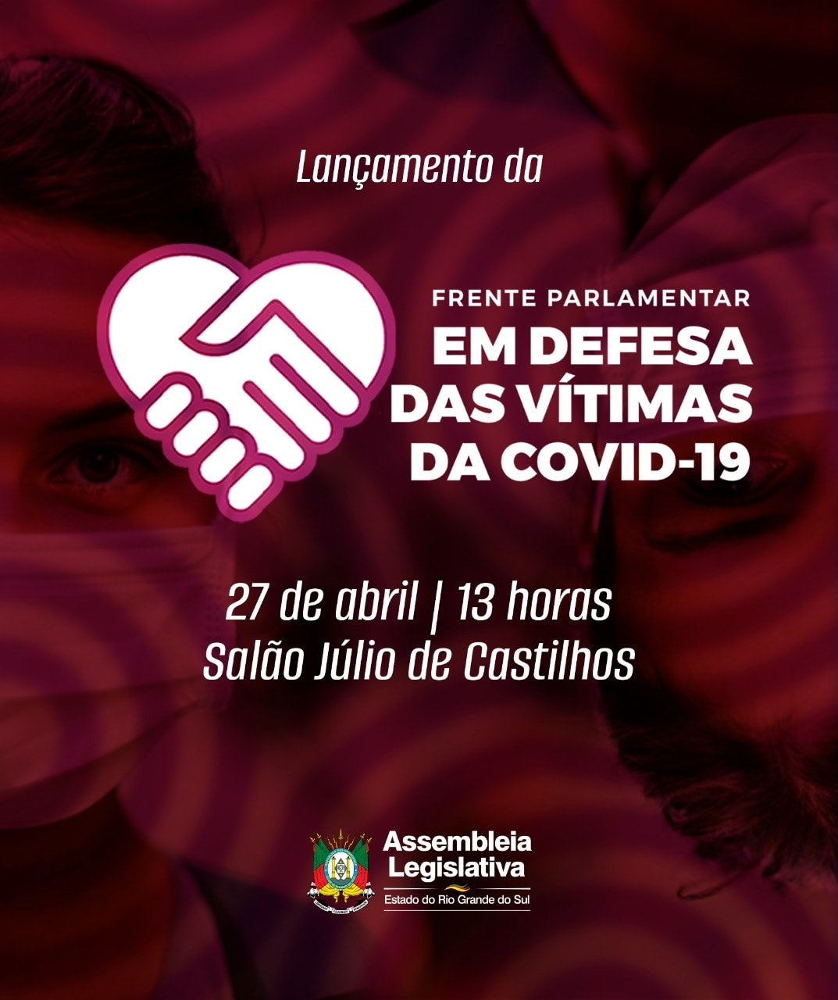 Lançamento da
FRENTE PARLAMENTAR
EM DEFESA
DAS VÍTIMAS
DA COVID-19
27 de abril | 13 horas
Salão Júlio de Castilhos
Assembleia
Legislativa
Estado do Rio Grande do Sul